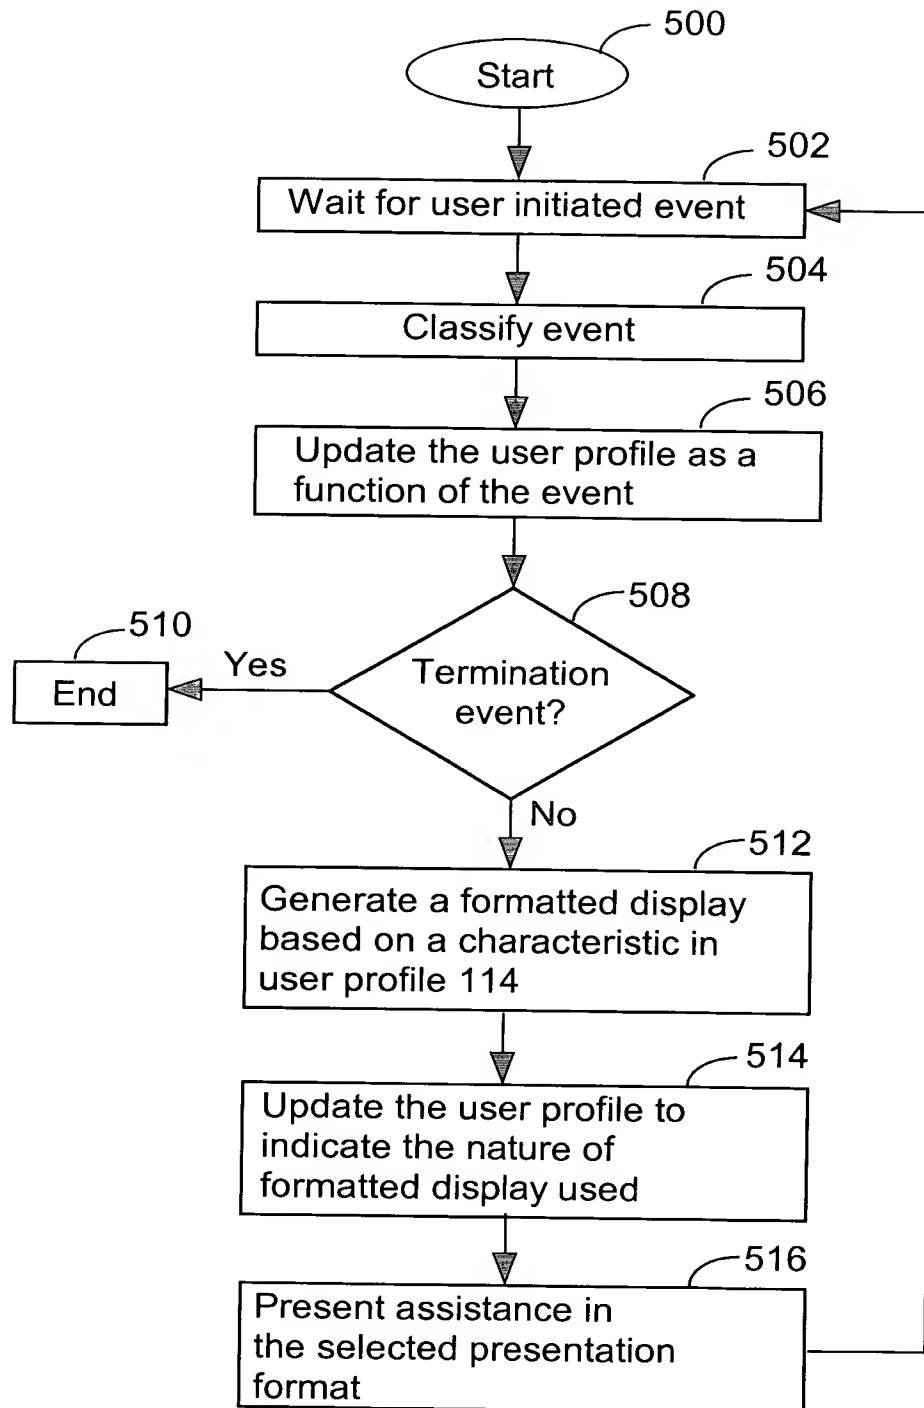 500
Start
502
Wait for user initiated event
504
Classify event
506
Update the user profile as a
function of the event
508
Termination
event?
510
Yes
End
No
512
Generate a formatted display
based on a characteristic in
user profile 114
514
Update the user profile to
indicate the nature of
formatted display used
516
Present assistance in
the selected presentation
format